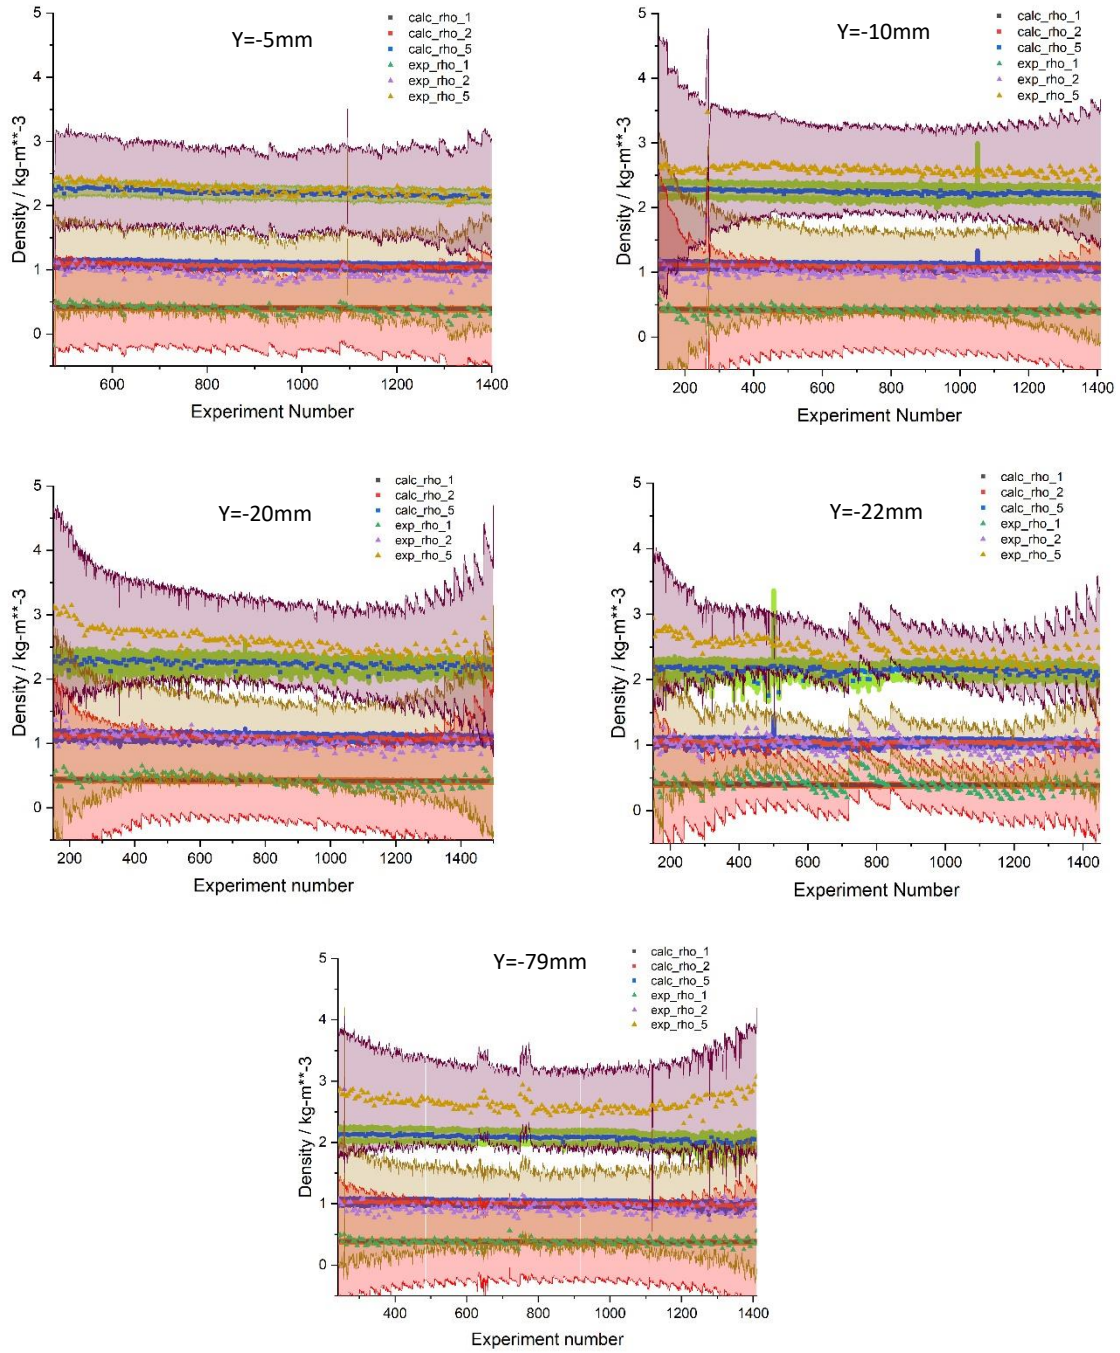 Y=-5mm
calc_rho_1
calc_rho_2
calc_rho_5
exp_rho_1
exp_rho_2
exp_rho_5
5
4
3
2
1
0
Density / kg-m**-3
600
800
1000
1200
1400
Experiment Number
Y=-10mm
calc_rho_1
calc_rho_2
calc_rho_5
exp_rho_1
exp_rho_2
exp_rho_5
5
4
3
2
1
0
Density / kg-m**-3
200
400
600
800
1000
1200
1400
Experiment Number
Y=-20mm
calc_rho_1
calc_rho_2
calc_rho_5
exp_rho_1
exp_rho_2
exp_rho_5
5
4
3
2
1
0
Density / kg-m**-3
200
400
600
800
1000
1200
1400
Experiment number
Y=-22mm
calc_rho_1
calc_rho_2
calc_rho_5
exp_rho_1
exp_rho_2
exp_rho_5
5
4
3
2
1
0
Density / kg-m**-3
200
400
600
800
1000
1200
1400
Experiment Number
Y=-79mm
calc_rho_1
calc_rho_2
calc_rho_5
exp_rho_1
exp_rho_2
exp_rho_5
5
4
3
2
1
0
Density / kg-m**-3
400
600
800
1000
1200
1400
Experiment number